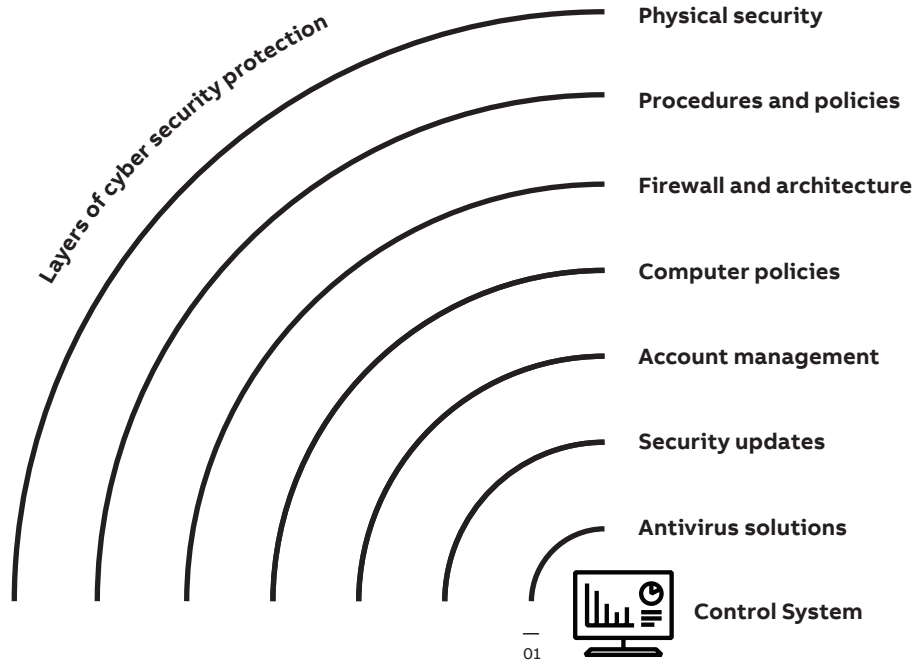 Layers of cyber security protection
Physical security
Procedures and policies
Firewall and architecture
Computer policies
Account management
Security updates
Antivirus solutions
Control System
01